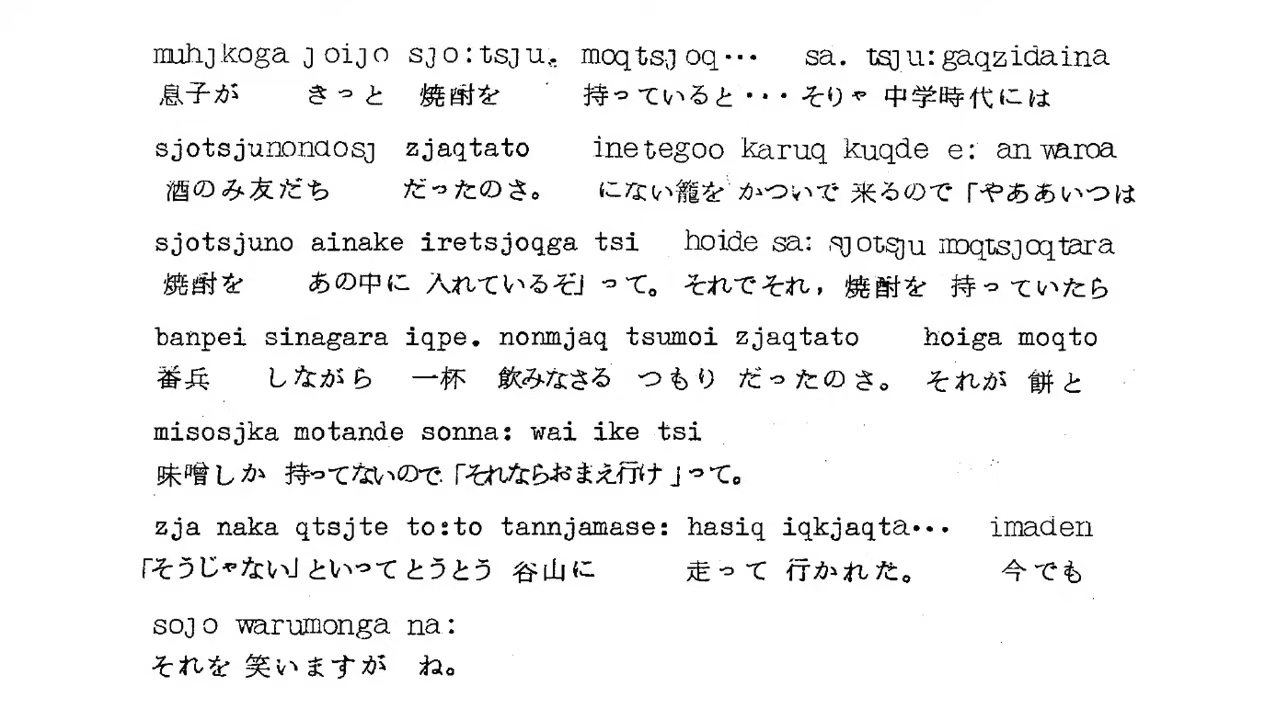 muhjkoga joijo sjo:tsju. moqtsjoq··· sa. tsju:gaqzidaina
息子が きっと 焼酎を 持っていると・・・そりゃ 中学時代には
sjotsjunondosj zjaqtato inetegoo karuq kuqde e: an waroa
酒のみ友だち だったのさ。 にない籠を かついで 来るので「やああいつは
sjotsjuno ainake iretsjoqga tsi hoide sa: sjotsju moqtsjoqtara
焼酎を あの中に 入れているぞ」って。 それでそれ, 焼酎を 持っていたら
banpei sinagara iqpe. nonmjaq tsumoi zjaqtato hoiga moqto
番兵 しながら 一杯 飲みなさる つもり だったのさ。 それが 餅と
misosjka motande sonna: wai ike tsi
味噌しか 持ってないので「それならおまえ行け」って。
zja naka qtsjte to:to tannjamase: hasiq iqkjaqta··· imaden
「そうじゃない」といってとうとう 谷山に 走って 行かれた。 今でも
sojo warumonga na:
それを 笑いますが ね。